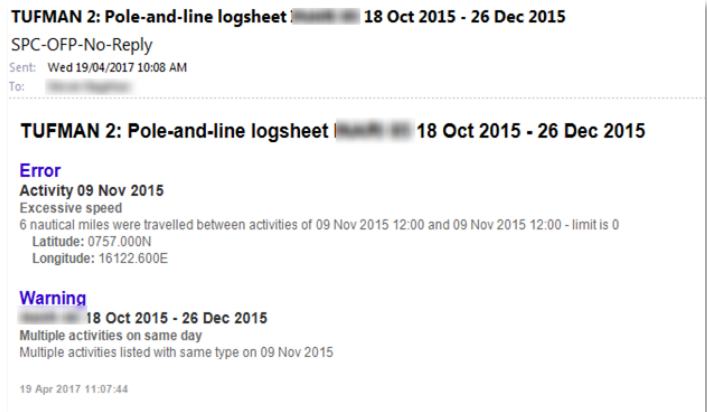 TUFMAN 2: Pole-and-line logsheet 18 Oct 2015 - 26 Dec 2015
SPC-OFP-No-Reply
Sent: Wed 19/04/2017 10:08 AM
To:
TUFMAN 2: Pole-and-line logsheet 18 Oct 2015 - 26 Dec 2015
Error
Activity 09 Nov 2015
Excessive speed
6 nautical miles were travelled between activities of 09 Nov 2015 12:00 and 09 Nov 2015 12:00 - limit is 0
Latitude: 0757.000N
Longitude: 16122.600E
Warning
18 Oct 2015 - 26 Dec 2015
Multiple activities on same day
Multiple activities listed with same type on 09 Nov 2015
19 Apr 2017 11:07:44